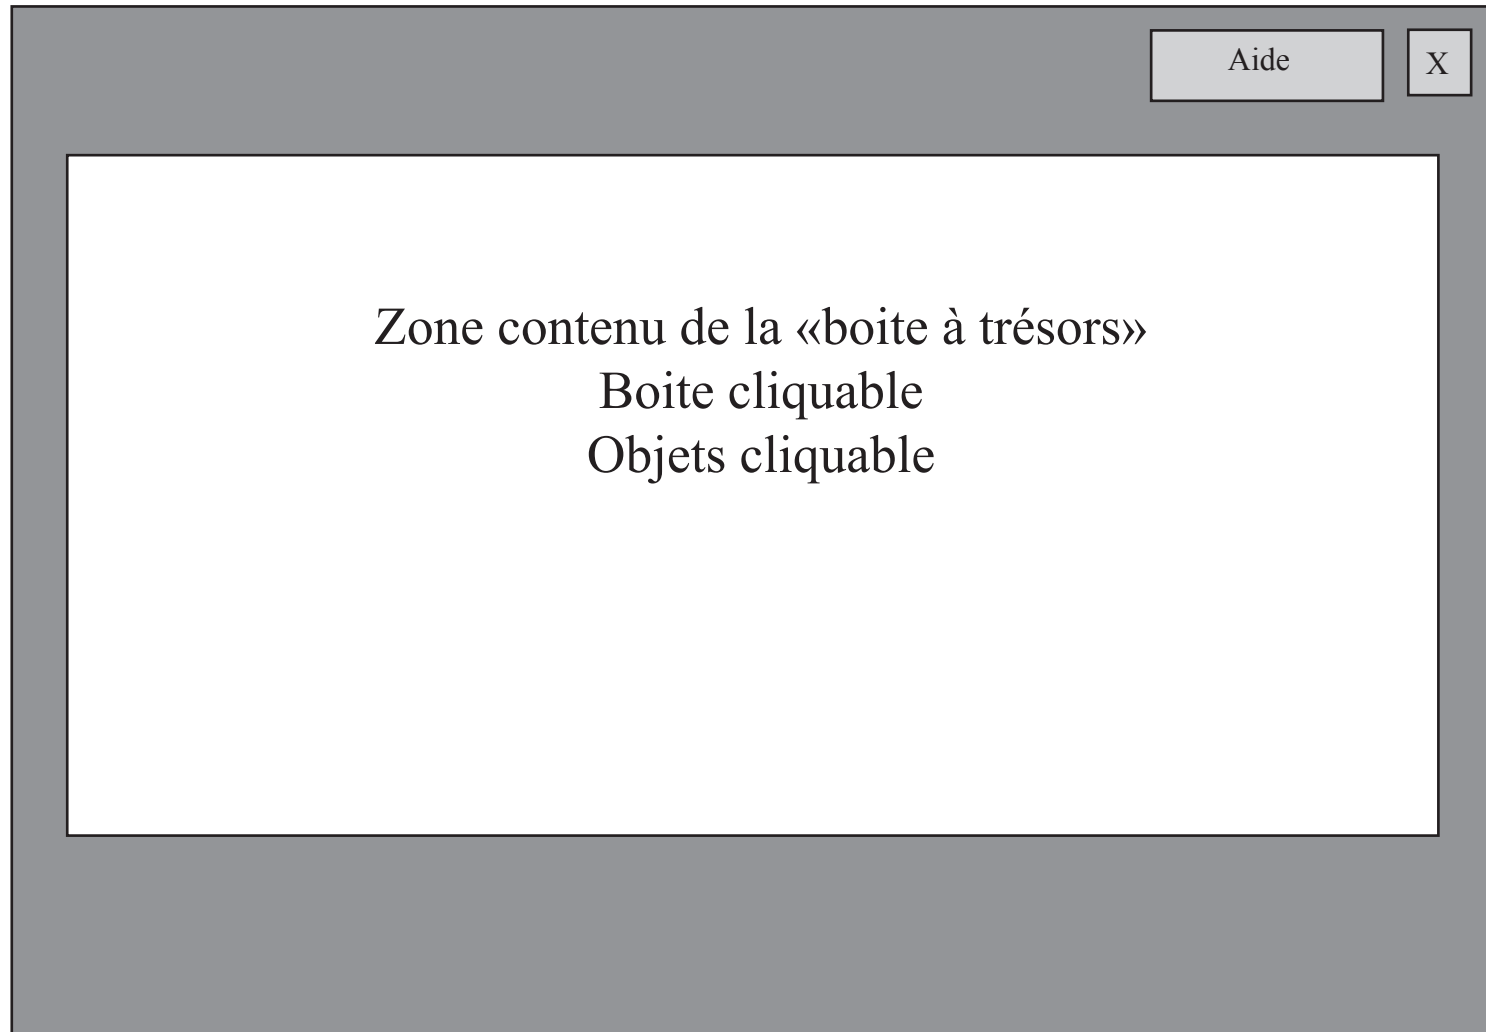 Aide
X
Zone contenu de la «boite à trésors»
Boite cliquable
Objets cliquable